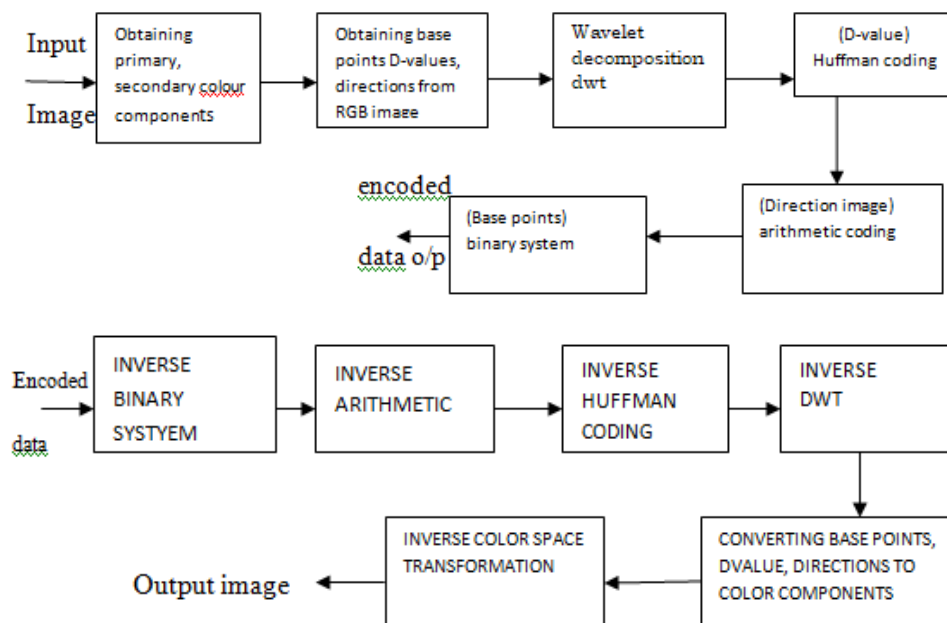 Input
Image
Obtaining
primary,
secondary colour
components
Obtaining base
points D-values,
directions from
RGB image
Wavelet
decomposition
dwt
(D-value)
Huffman coding
(Direction image)
arithmetic coding
(Base points)
binary system
encoded
data o/p
Encoded
data
INVERSE
BINARY
SYSTYEM
INVERSE
ARITHMETIC
INVERSE
HUFFMAN
CODING
INVERSE
DWT
CONVERTING BASE POINTS,
DVALUE, DIRECTIONS TO
COLOR COMPONENTS
INVERSE COLOR SPACE
TRANSFORMATION
Output image